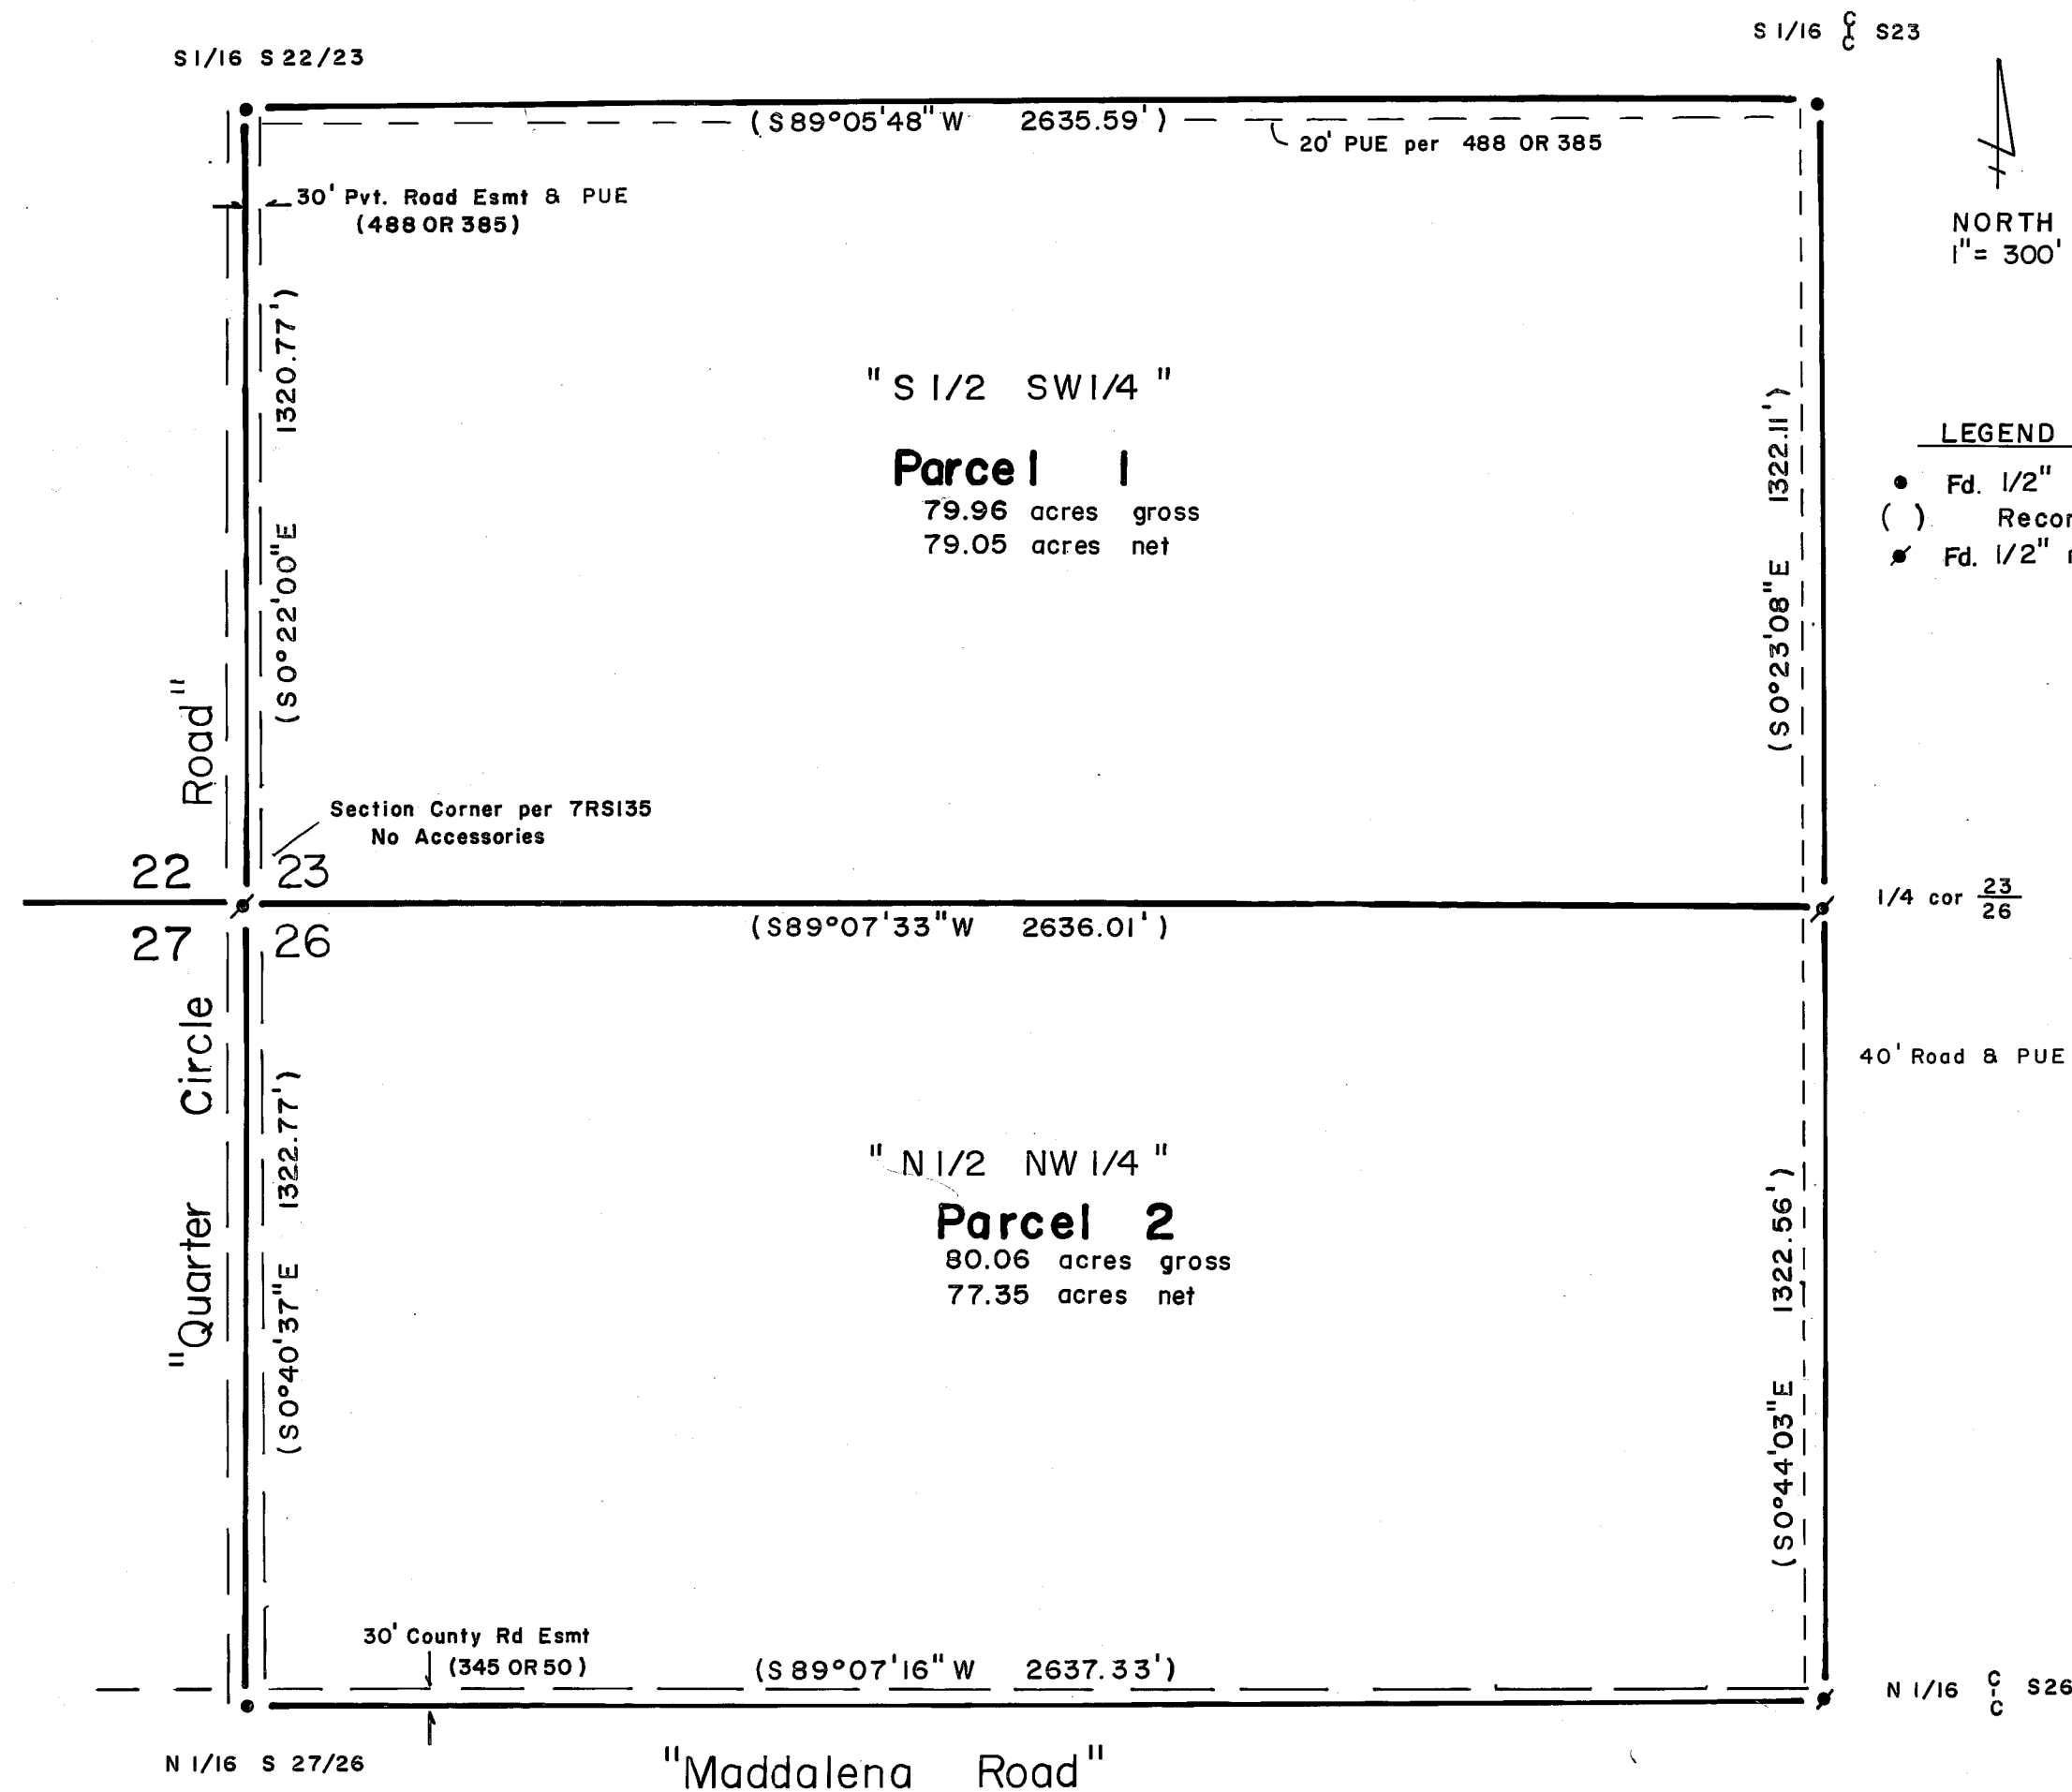 S 1/16 S 22/23
S 1/16 C C S23
(S89°05'48"W 2635.59')
20' PUE per 488 OR 385
30' Pvt. Road Esmt & PUE
(488 OR 385)
NORTH
1"= 300'
(S0°22'00"E 1320.77')
"S 1/2 SW1/4"
Parcel 1
79.96 acres gross
79.05 acres net
(S0°23'08"E 1322.11')
LEGEND
Fd. 1/2"
( ) Recor
Fd. 1/2"
Section Corner per 7RS135
No Accessories
22 23
27 26
(S89°07'33"W 2636.01')
1/4 cor 23/26
"Quarter Circle Road"
40' Road & PUE
(S0°40'37"E 1322.77')
"N 1/2 NW 1/4"
Parcel 2
80.06 acres gross
77.35 acres net
(S0°44'03"E 1322.56')
30' County Rd Esmt
(345 OR 50)
(S89°07'16"W 2637.33')
N 1/16 C-C S26
N 1/16 S 27/26
"Maddalena Road"